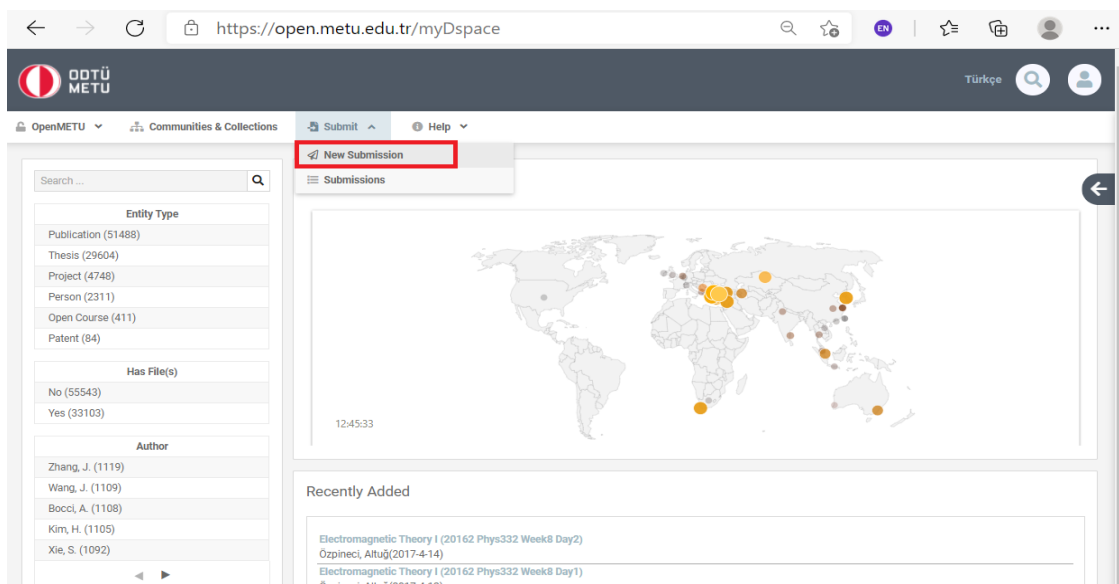 https://open.metu.edu.tr/myDspace
EN
ODTÜ
METU
Türkçe
OpenMETU
Communities & Collections
Submit
Help
New Submission
Submissions
Search ...
Entity Type
Publication (51488)
Thesis (29604)
Project (4748)
Person (2311)
Open Course (411)
Patent (84)
Has File(s)
No (55543)
Yes (33103)
Author
Zhang, J. (1119)
Wang, J. (1109)
Bocci, A. (1108)
Kim, H. (1105)
Xie, S. (1092)
12:45:33
Recently Added
Electromagnetic Theory I (20162 Phys332 Week8 Day2)
Özpineci, Altuğ(2017-4-14)
Electromagnetic Theory I (20162 Phys332 Week8 Day1)